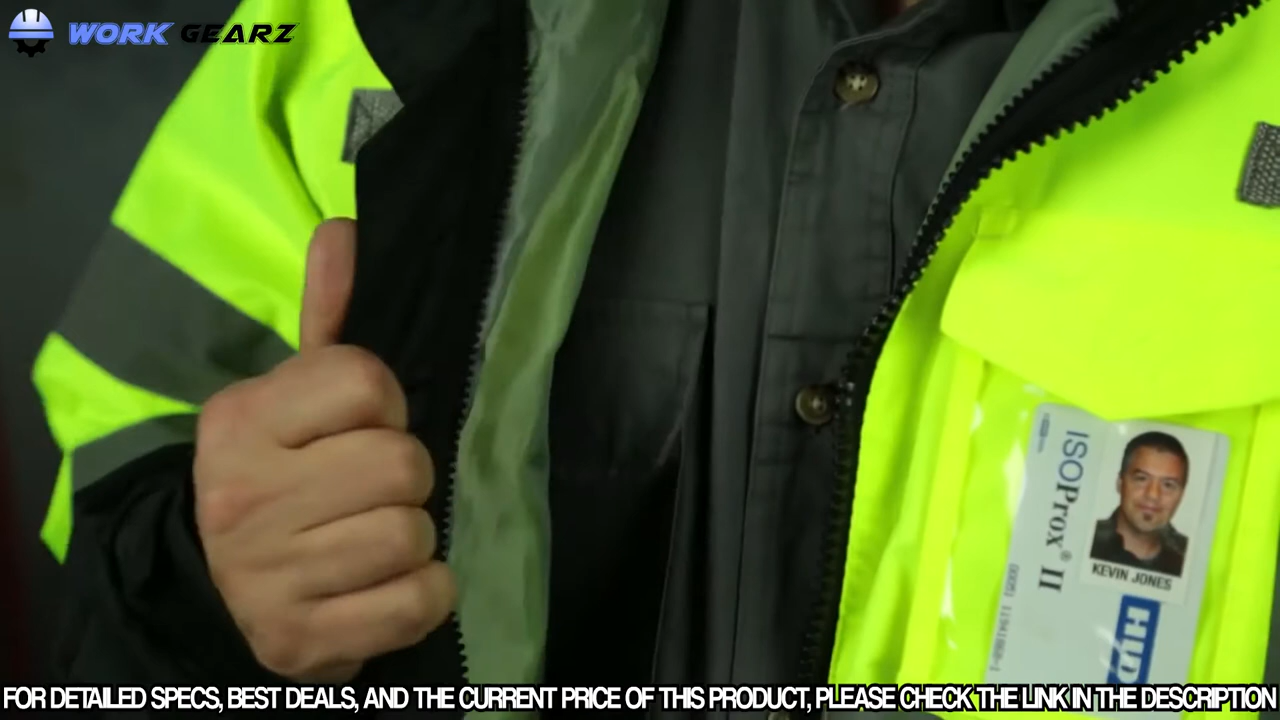 WORK GEARZ
ISOProx® II
KEVIN JONES
HID
FOR DETAILED SPECS, BEST DEALS, AND THE CURRENT PRICE OF THIS PRODUCT, PLEASE CHECK THE LINK IN THE DESCRIPTION